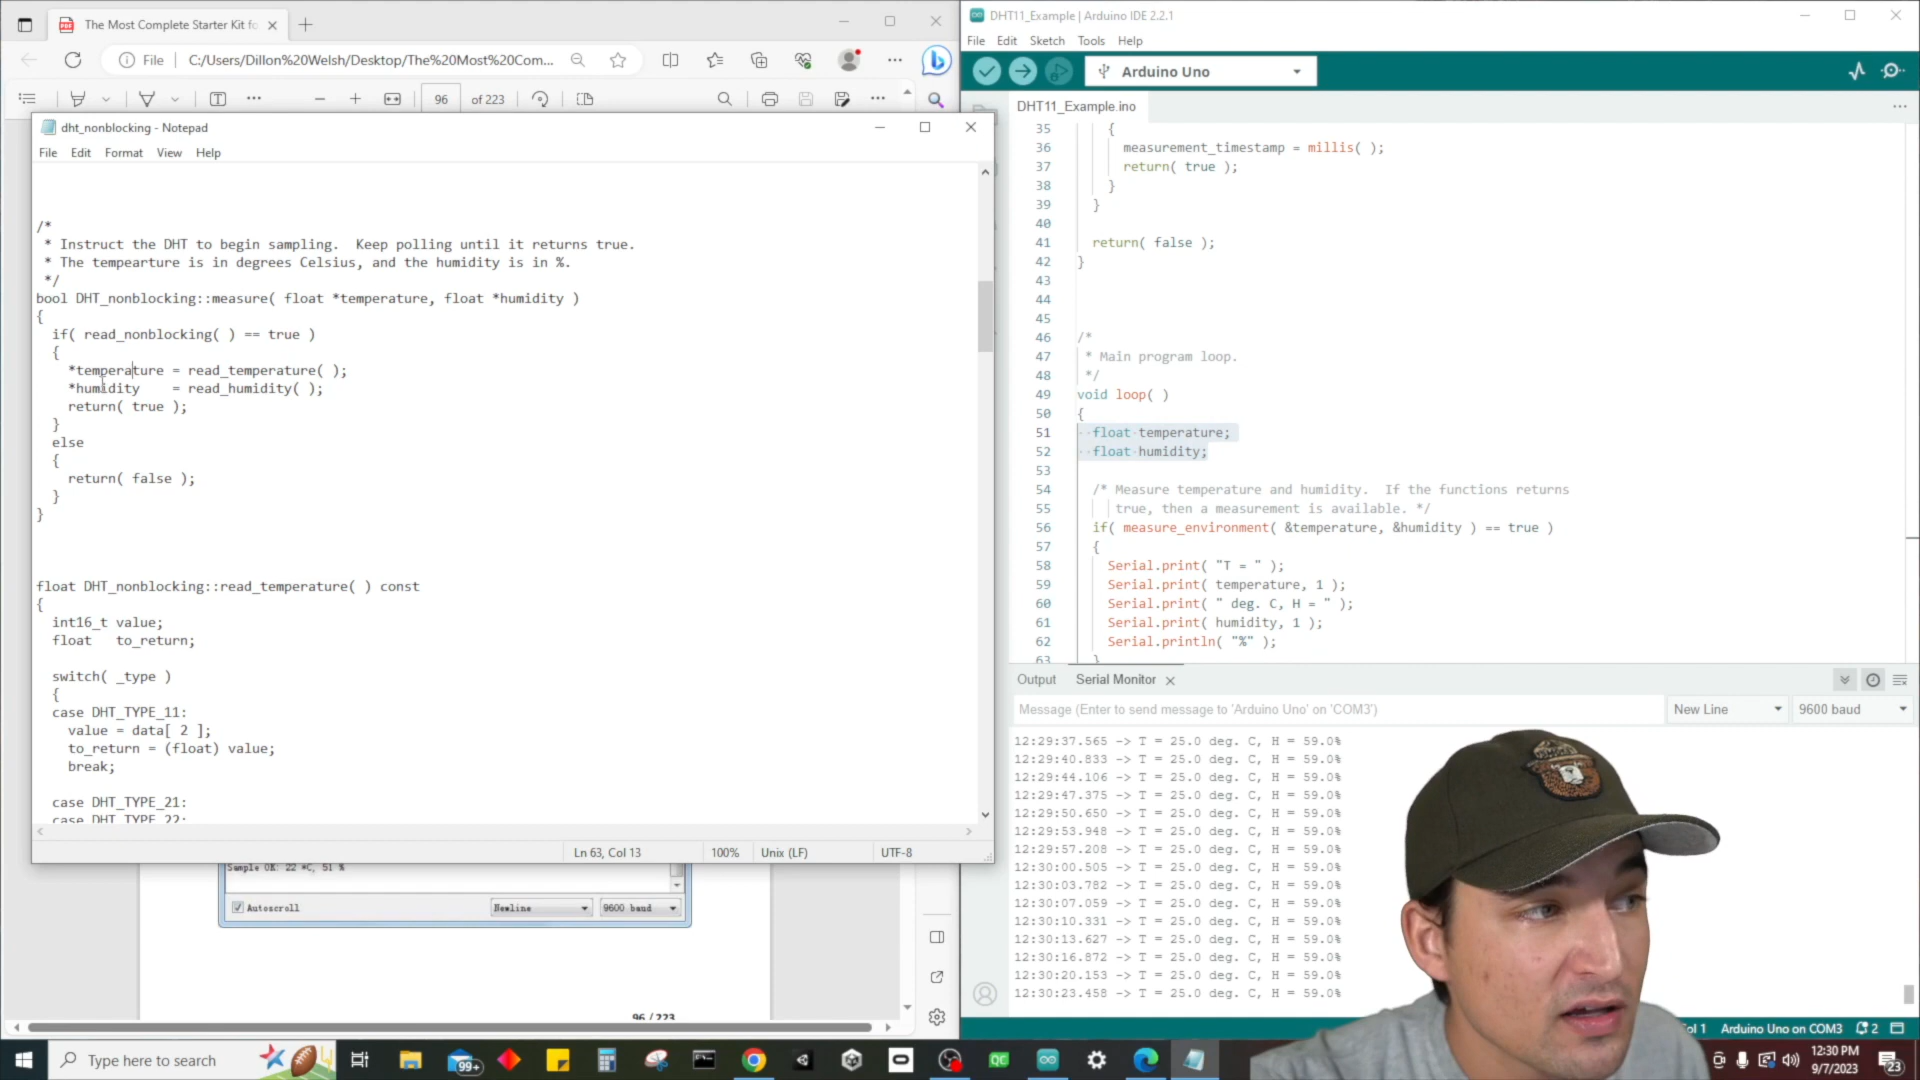 The Most Complete Starter Kit fo
File
C:/Users/Dillon%20Welsh/Desktop/The%20Most%20Com...
96 of 223
dht_nonblocking - Notepad
File Edit Format View Help
/*
* Instruct the DHT to begin sampling. Keep polling until it returns true.
* The tempearture is in degrees Celsius, and the humidity is in %.
*/
bool DHT_nonblocking::measure( float *temperature, float *humidity )
{
if( read_nonblocking( ) == true )
{
*temperature = read_temperature( );
*humidity = read_humidity( );
return( true );
}
else
{
return( false );
}
}
float DHT_nonblocking::read_temperature( ) const
{
int16_t value;
float to_return;
switch( _type )
{
case DHT_TYPE_11:
value = data[ 2 ];
to_return = (float) value;
break;
case DHT_TYPE_21:
case DHT_TYPE_22:
Ln 63, Col 13 100% Unix (LF) UTF-8
Sample OK: 22 *C, 51 %
Autoscroll Newline 9600 baud
96 / 223
DHT11_Example | Arduino IDE 2.2.1
File Edit Sketch Tools Help
Arduino Uno
DHT11_Example.ino
35 {
36 measurement_timestamp = millis( );
37 return( true );
38 }
39 }
40
41 return( false );
42 }
43
44
45
46 /*
47 * Main program loop.
48 */
49 void loop( )
50 {
51 float temperature;
52 float humidity;
53
54 /* Measure temperature and humidity. If the functions returns
55 true, then a measurement is available. */
56 if( measure_environment( &temperature, &humidity ) == true )
57 {
58 Serial.print( "T = " );
59 Serial.print( temperature, 1 );
60 Serial.print( " deg. C, H = " );
61 Serial.print( humidity, 1 );
62 Serial.println( "%" );
63 }
Output Serial Monitor
Message (Enter to send message to 'Arduino Uno' on 'COM3') New Line 9600 baud
12:29:37.565 -> T = 25.0 deg. C, H = 59.0%
12:29:40.833 -> T = 25.0 deg. C, H = 59.0%
12:29:44.106 -> T = 25.0 deg. C, H = 59.0%
12:29:47.375 -> T = 25.0 deg. C, H = 59.0%
12:29:50.650 -> T = 25.0 deg. C, H = 59.0%
12:29:53.948 -> T = 25.0 deg. C, H = 59.0%
12:29:57.208 -> T = 25.0 deg. C, H = 59.0%
12:30:00.505 -> T = 25.0 deg. C, H = 59.0%
12:30:03.782 -> T = 25.0 deg. C, H = 59.0%
12:30:07.059 -> T = 25.0 deg. C, H = 59.0%
12:30:10.331 -> T = 25.0 deg. C, H = 59.0%
12:30:13.627 -> T = 25.0 deg. C, H = 59.0%
12:30:16.872 -> T = 25.0 deg. C, H = 59.0%
12:30:20.153 -> T = 25.0 deg. C, H = 59.0%
12:30:23.458 -> T = 25.0 deg. C, H = 59.0%
ol 1 Arduino Uno on COM3 2
Type here to search
99+
QC
12:30 PM
9/7/2023
23